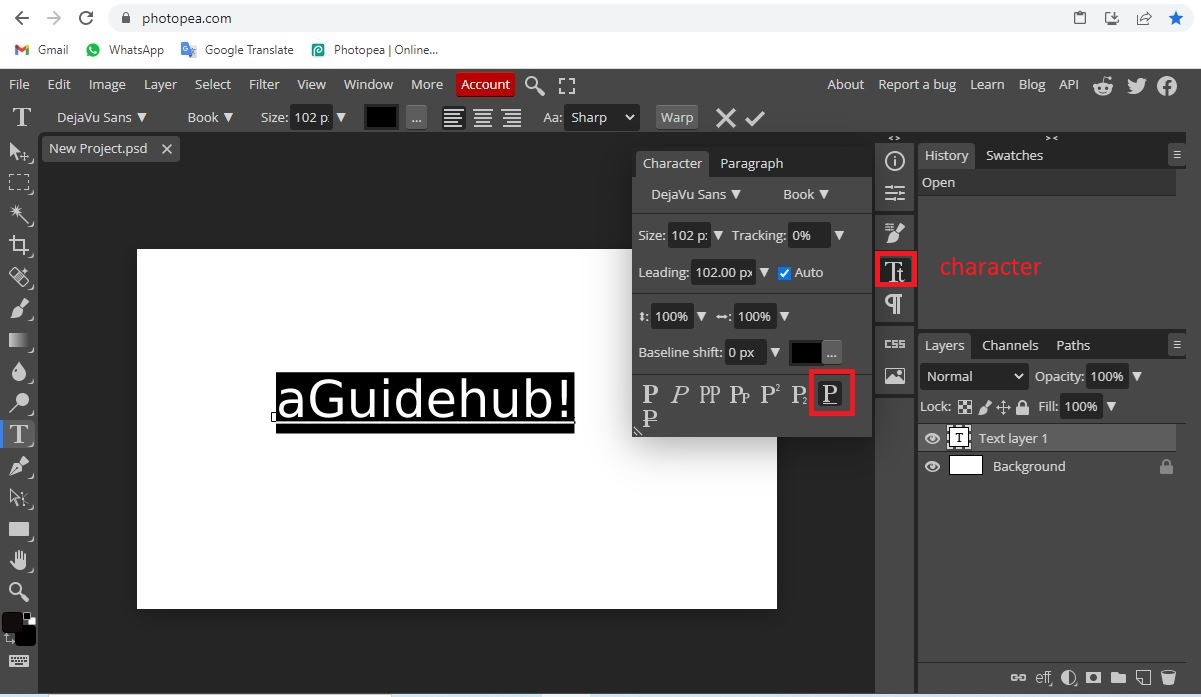 photopea.com
Gmail WhatsApp Google Translate Photopea | Online...
File Edit Image Layer Select Filter View Window More Account About Report a bug Learn Blog API
T DejaVu Sans ▼ Book ▼ Size: 102 p: ▼ ... Aa: Sharp Warp
New Project.psd
Character Paragraph
DejaVu Sans ▼ Book ▼
Size: 102 p: ▼ Tracking: 0% ▼
Leading: 102.00 px ▼ Auto
100% ▼ 100% ▼
Baseline shift: 0 px ▼ ...
P P PP Pp P² P₂ P
P
aGuidehub!
Tt
¶
CSS
character
History Swatches
Open
Layers Channels Paths
Normal Opacity: 100% ▼
Lock: Fill: 100% ▼
T Text layer 1
Background
T
eff